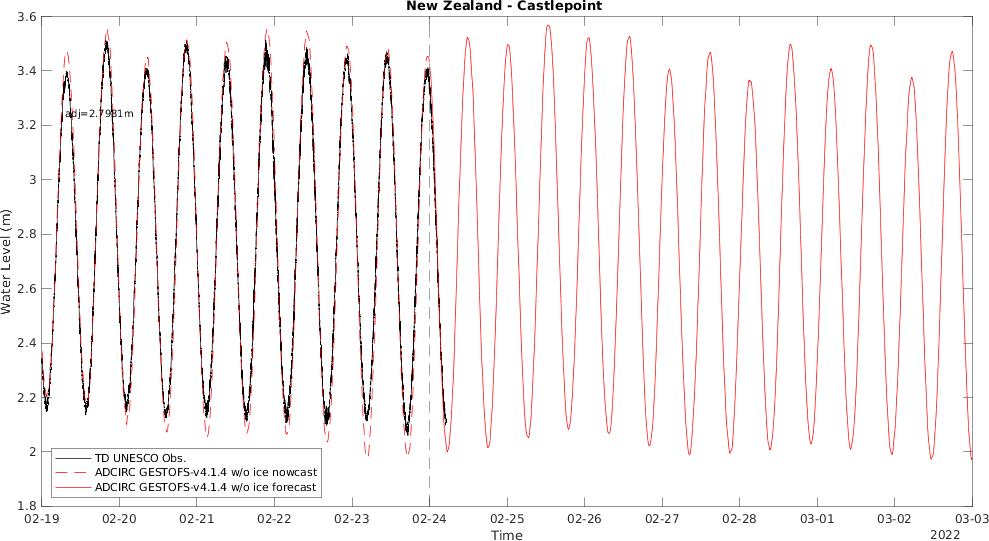 New Zealand - Castlepoint
3.6
3.4
3.2
3
2.8
2.6
2.4
2.2
2
1.8
Water Level (m)
adj=2.7981m
TD UNESCO Obs.
ADCIRC GESTOFS-v4.1.4 w/o ice nowcast
ADCIRC GESTOFS-v4.1.4 w/o ice forecast
02-19 02-20 02-21 02-22 02-23 02-24 02-25 02-26 02-27 02-28 03-01 03-02 03-03
Time
2022